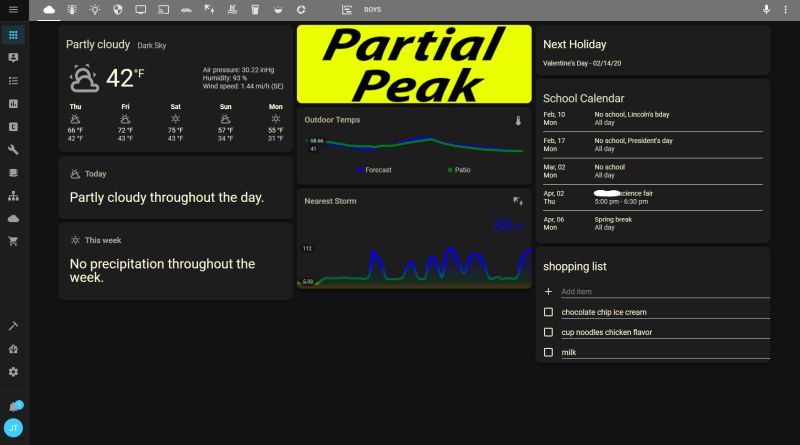 BOYS
Partly cloudy Dark Sky
42 °F
Air pressure: 30.22 inHg
Humidity: 93 %
Wind speed: 1.44 mi/h (SE)
Thu Fri Sat Sun Mon
66 °F 72 °F 75 °F 57 °F 55 °F
42 °F 43 °F 43 °F 34 °F 31 °F
Today
Partly cloudy throughout the day.
This week
No precipitation throughout the
week.
Partial
Peak
Outdoor Temps
58.66
41
Forecast Patio
Nearest Storm
98
112
5.33
Next Holiday
Valentine's Day - 02/14/20
School Calendar
Feb, 10 No school, Lincoln's bday
Mon All day
Feb, 17 No school, President's day
Mon All day
Mar, 02 No school
Mon All day
Apr, 02 science fair
Thu 5:00 pm - 6:30 pm
Apr, 06 Spring break
Mon All day
shopping list
Add item
chocolate chip ice cream
cup noodles chicken flavor
milk
JT